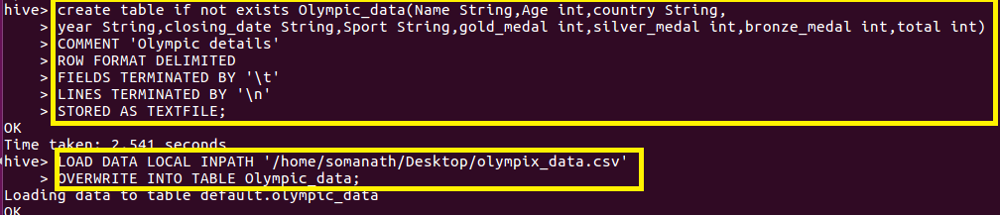 hive> create table if not exists Olympic_data(Name String,Age int,country String,
> year String,closing_date String,Sport String,gold_medal int,silver_medal int,bronze_medal int,total int)
> COMMENT 'Olympic details'
> ROW FORMAT DELIMITED
> FIELDS TERMINATED BY '\t'
> LINES TERMINATED BY '\n'
> STORED AS TEXTFILE;
OK
Time taken: 2.541 seconds
hive> LOAD DATA LOCAL INPATH '/home/somanath/Desktop/olympix_data.csv'
> OVERWRITE INTO TABLE Olympic_data;
Loading data to table default.olympic_data
OK